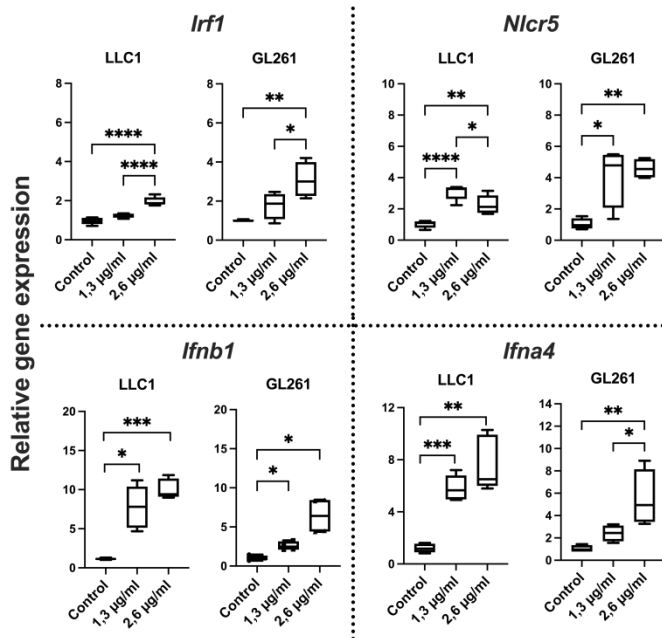 Irf1
Nlcr5
LLC1
GL261
LLC1
GL261
8
6
4
2
0
****
****
Control
1,3 µg/ml
2,6 µg/ml
8
6
4
2
0
**
*
Control
1,3 µg/ml
2,6 µg/ml
10
8
6
4
2
0
**
*
****
Control
1,3 µg/ml
2,6 µg/ml
10
8
6
4
2
0
**
*
Control
1,3 µg/ml
2,6 µg/ml
Relative gene expression
Ifnb1
Ifna4
LLC1
GL261
LLC1
GL261
20
15
10
5
0
***
*
Control
1,3 µg/ml
2,6 µg/ml
15
10
5
0
*
*
Control
1,3 µg/ml
2,6 µg/ml
12
8
4
0
**
***
Control
1,3 µg/ml
2,6 µg/ml
14
12
10
8
6
4
2
0
**
*
Control
1,3 µg/ml
2,6 µg/ml